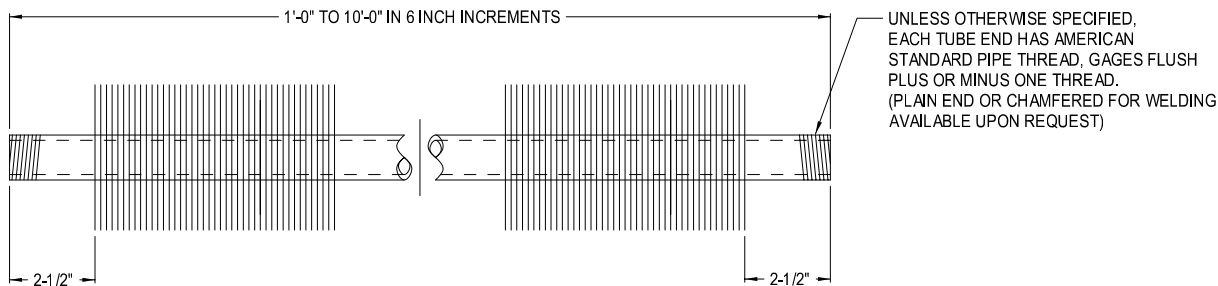 1'-0" TO 10'-0" IN 6 INCH INCREMENTS
UNLESS OTHERWISE SPECIFIED,
EACH TUBE END HAS AMERICAN
STANDARD PIPE THREAD, GAGES FLUSH
PLUS OR MINUS ONE THREAD.
(PLAIN END OR CHAMFERED FOR WELDING
AVAILABLE UPON REQUEST)
2-1/2"
2-1/2"